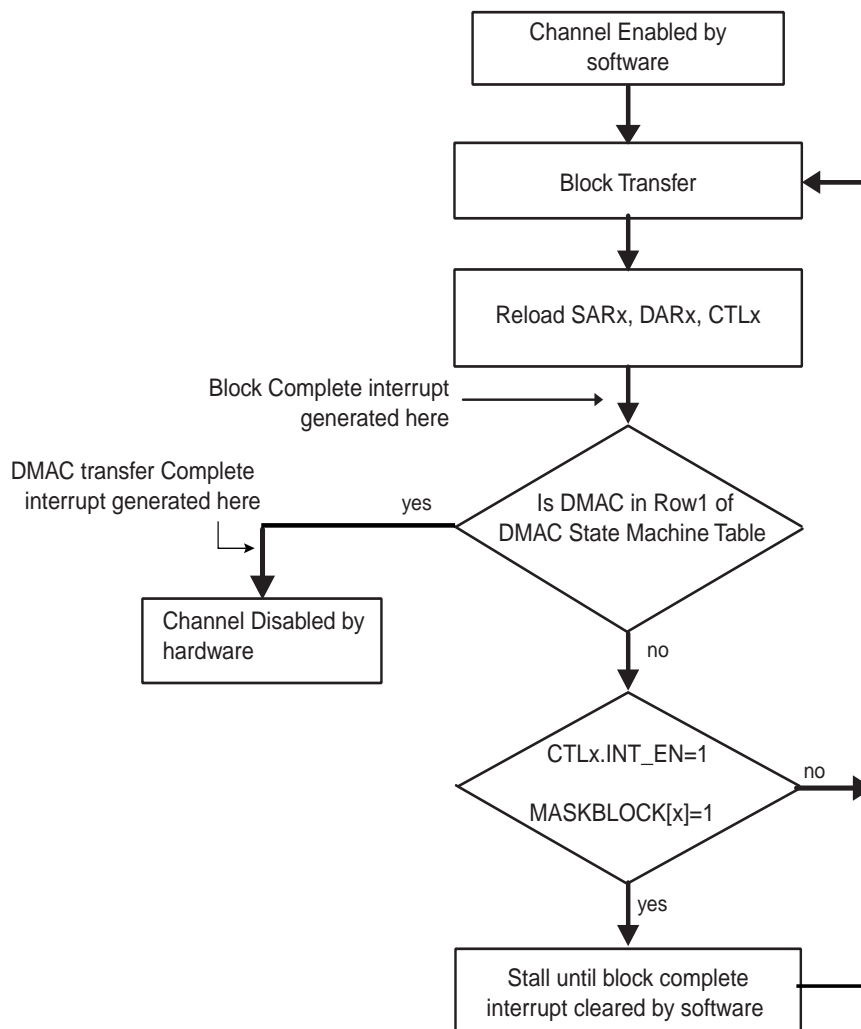 Channel Enabled by
software
Block Transfer
Reload SARx, DARx, CTLx
Block Complete interrupt
generated here
DMAC transfer Complete
interrupt generated here
yes
Is DMAC in Row1 of
DMAC State Machine Table
Channel Disabled by
hardware
no
CTLx.INT_EN=1
no
MASKBLOCK[x]=1
yes
Stall until block complete
interrupt cleared by software